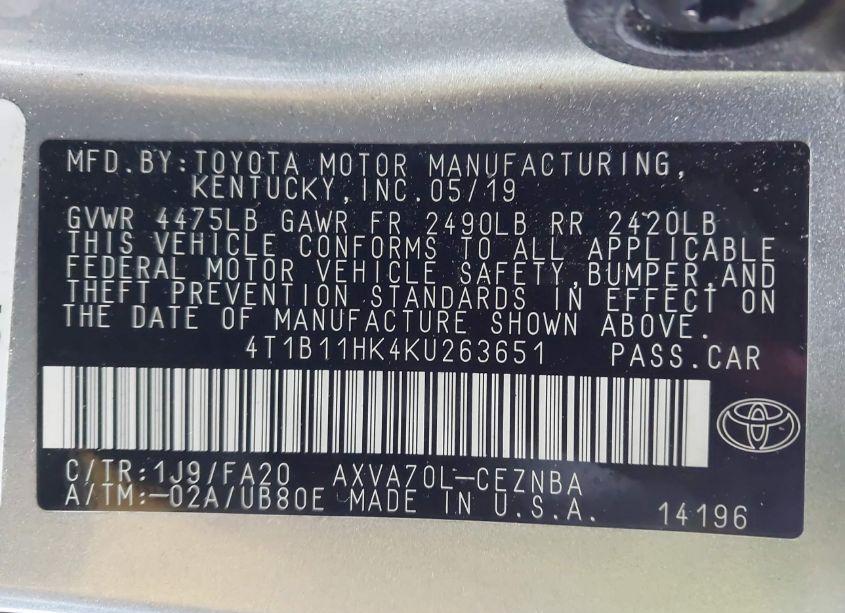 MFD.BY:TOYOTA MOTOR MANUFACTURING,
KENTUCKY,INC.05/19
GVWR 4475LB GAWR FR 2490LB RR 2420LB
THIS VEHICLE CONFORMS TO ALL APPLICABLE
FEDERAL MOTOR VEHICLE SAFETY,BUMPER,AND
THEFT PREVENTION STANDARDS IN EFFECT ON
THE DATE OF MANUFACTURE SHOWN ABOVE.
4T1B11HK4KU263651 PASS.CAR
C/TR:1J9/FA20 AXVA70L-CEZNBA
A/TM:-02A/UB80E MADE IN U.S.A. 14196